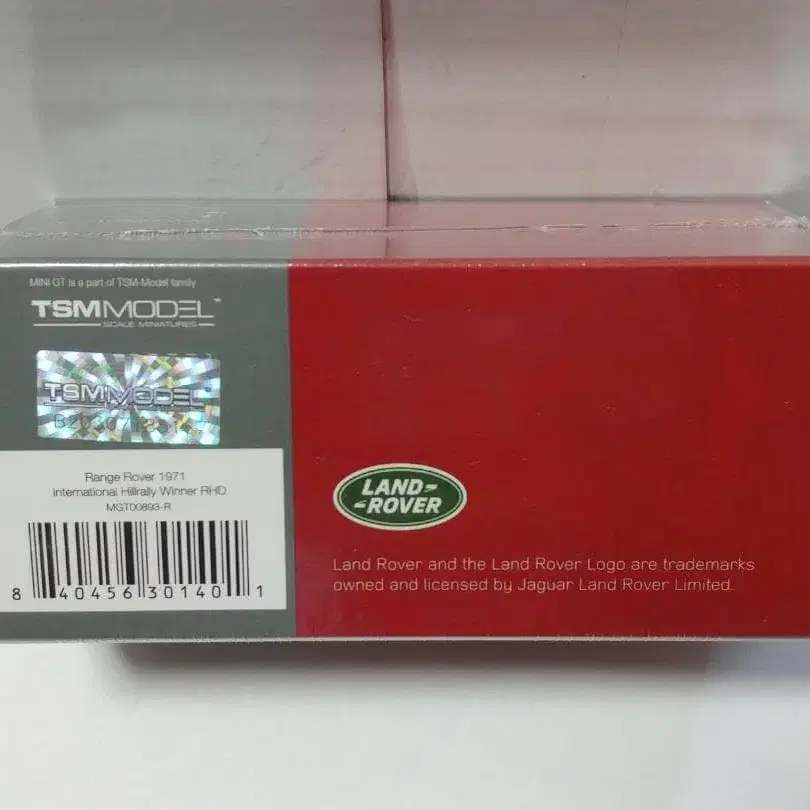 MINI GT is a part of TSM-Model family
TSMMODEL™
SCALE MINIATURES
TSMMODEL
Range Rover 1971
International Hillrally Winner RHD
MGT00893-R
8 40456 30140 1
LAND-
-ROVER
Land Rover and the Land Rover Logo are trademarks
owned and licensed by Jaguar Land Rover Limited.